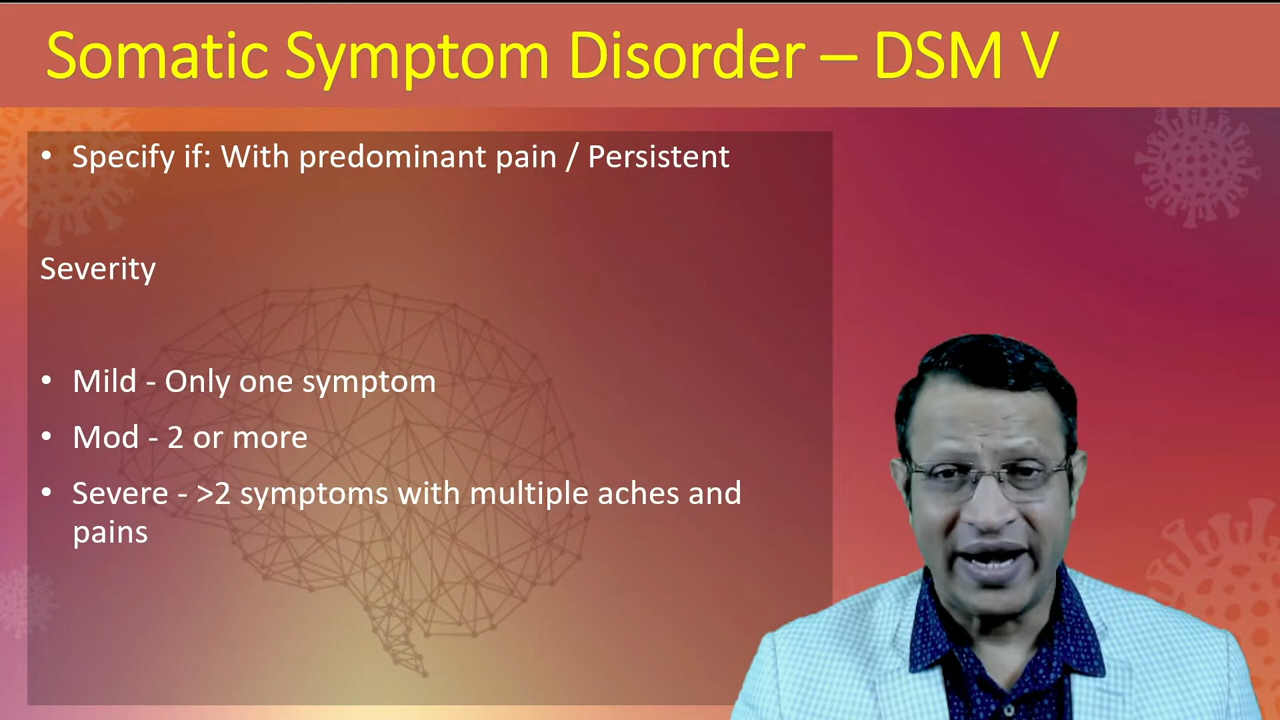 Somatic Symptom Disorder – DSM V
• Specify if: With predominant pain / Persistent
Severity
• Mild - Only one symptom
• Mod - 2 or more
• Severe - >2 symptoms with multiple aches and
pains